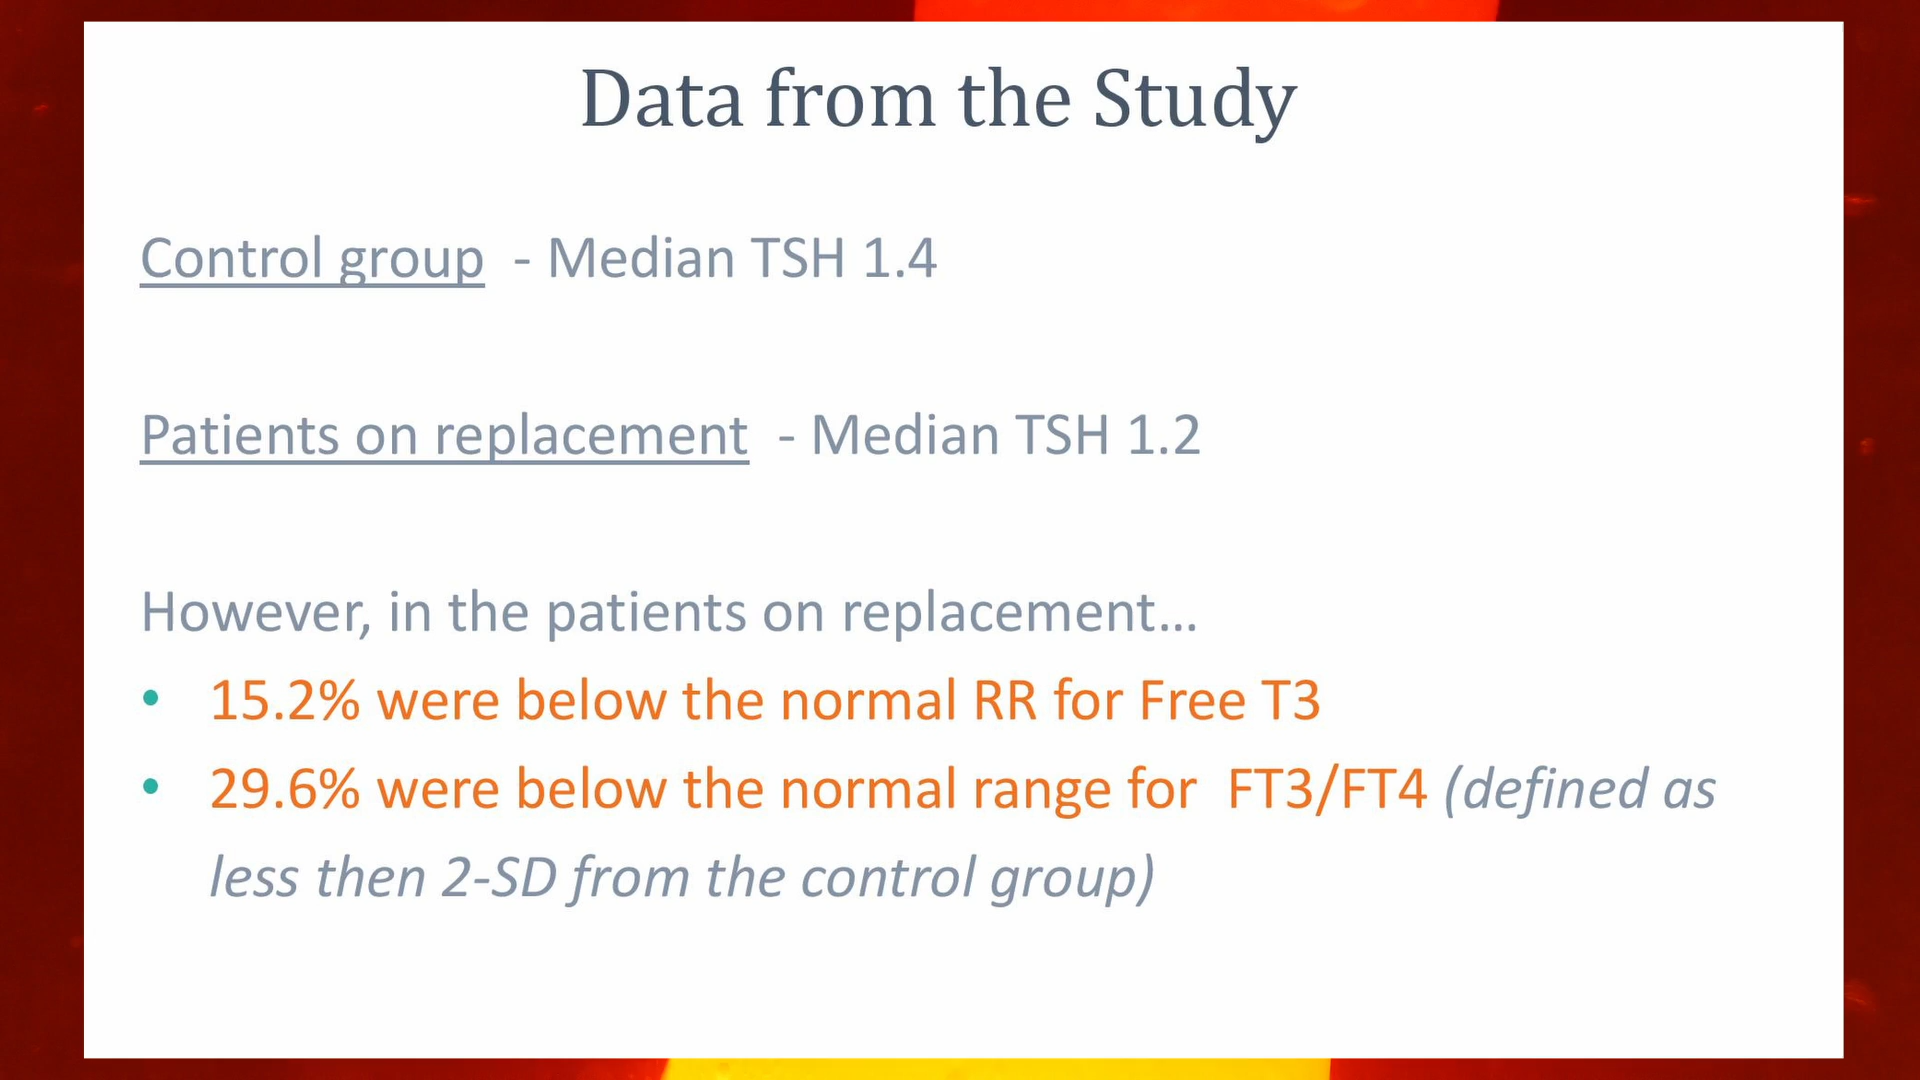 Data from the Study
Control group - Median TSH 1.4
Patients on replacement - Median TSH 1.2
However, in the patients on replacement...
• 15.2% were below the normal RR for Free T3
• 29.6% were below the normal range for FT3/FT4 (defined as
less then 2-SD from the control group)